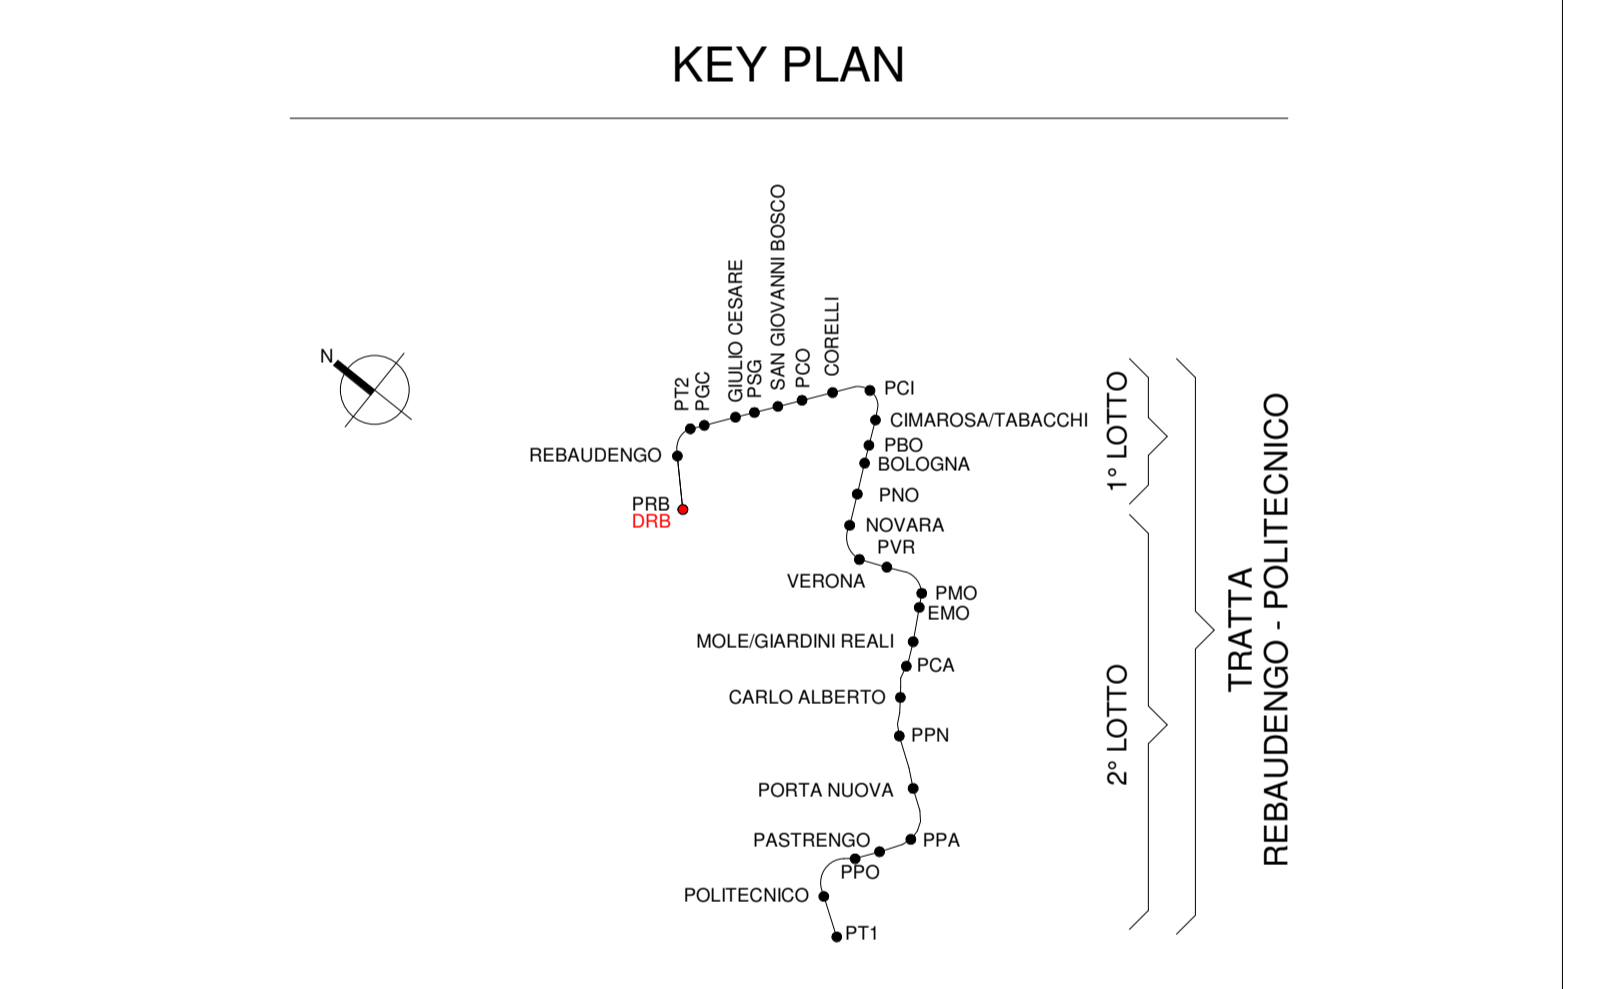 KEY PLAN
N
PT2
PGC
GIULIO CESARE
PSG
SAN GIOVANNI BOSCO
PCO
CORELLI
PCI
CIMAROSA/TABACCHI
PBO
BOLOGNA
PNO
NOVARA
PVR
VERONA
REBAUDENGO
PRB
DRB
PMO
EMO
MOLE/GIARDINI REALI
PCA
CARLO ALBERTO
PPN
PORTA NUOVA
PASTRENGO
PPA
PPO
POLITECNICO
PT1
1° LOTTO
2° LOTTO
TRATTA
REBAUDENGO - POLITECNICO